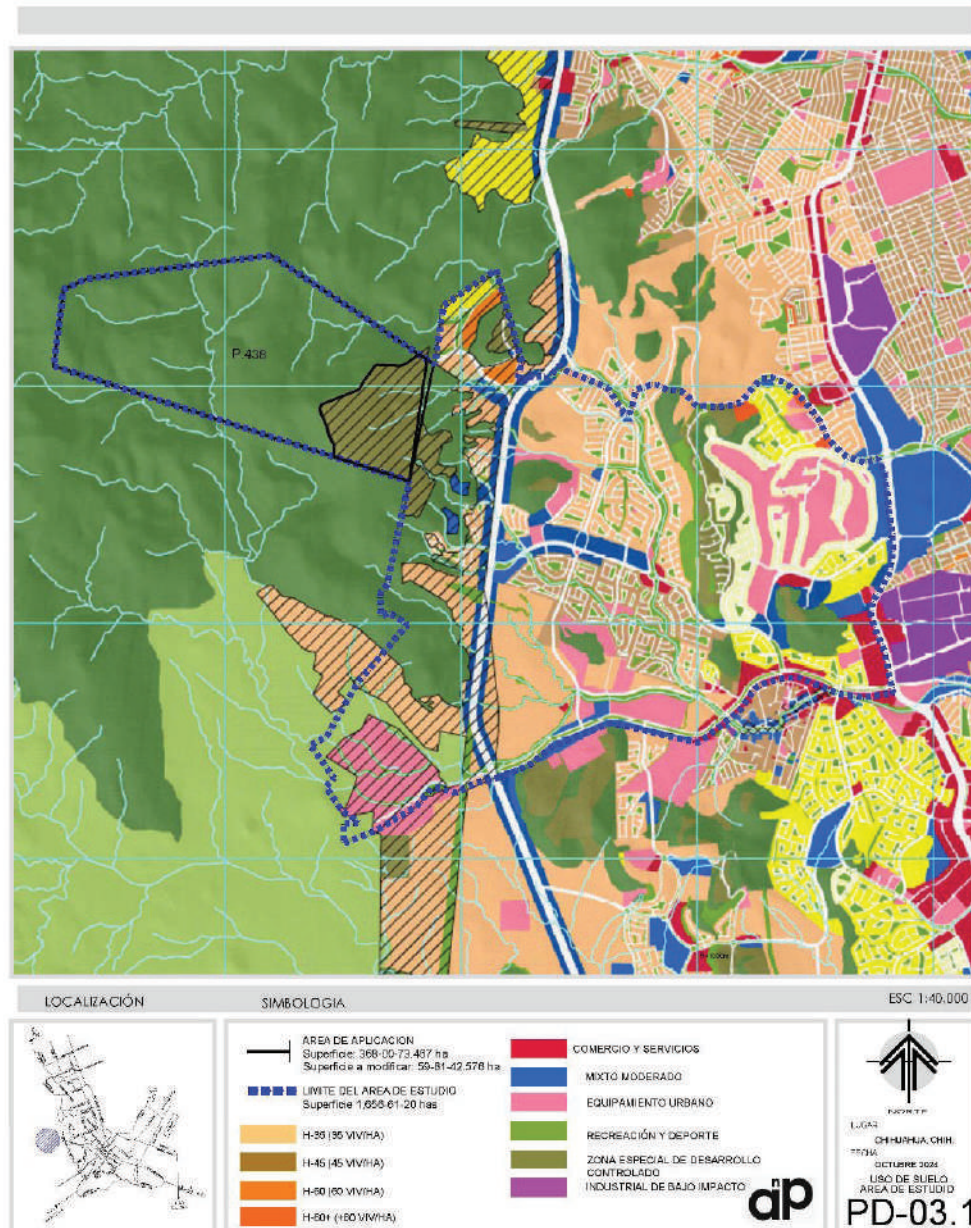 P-438
LOCALIZACIÓN
SIMBOLOGIA
ESC 1:40,000
AREA DE APLICACION
Superficie: 368-00-73.467 ha
Superficie a modificar: 59-81-42.576 ha
LIMITE DEL AREA DE ESTUDIO
Superficie 1,656-61-20 has
H-35 (35 VIV/HA)
H-45 (45 VIV/HA)
H-60 (60 VIV/HA)
H-60+ (+60 VIV/HA)
COMERCIO Y SERVICIOS
MIXTO MODERADO
EQUIPAMIENTO URBANO
RECREACIÓN Y DEPORTE
ZONA ESPECIAL DE DESARROLLO
CONTROLADO
INDUSTRIAL DE BAJO IMPACTO
aip
NORTE
LUGAR
CHIHUAHUA, CHIH.
FECHA
OCTUBRE 2024
USO DE SUELO
AREA DE ESTUDIO
PD-03.1